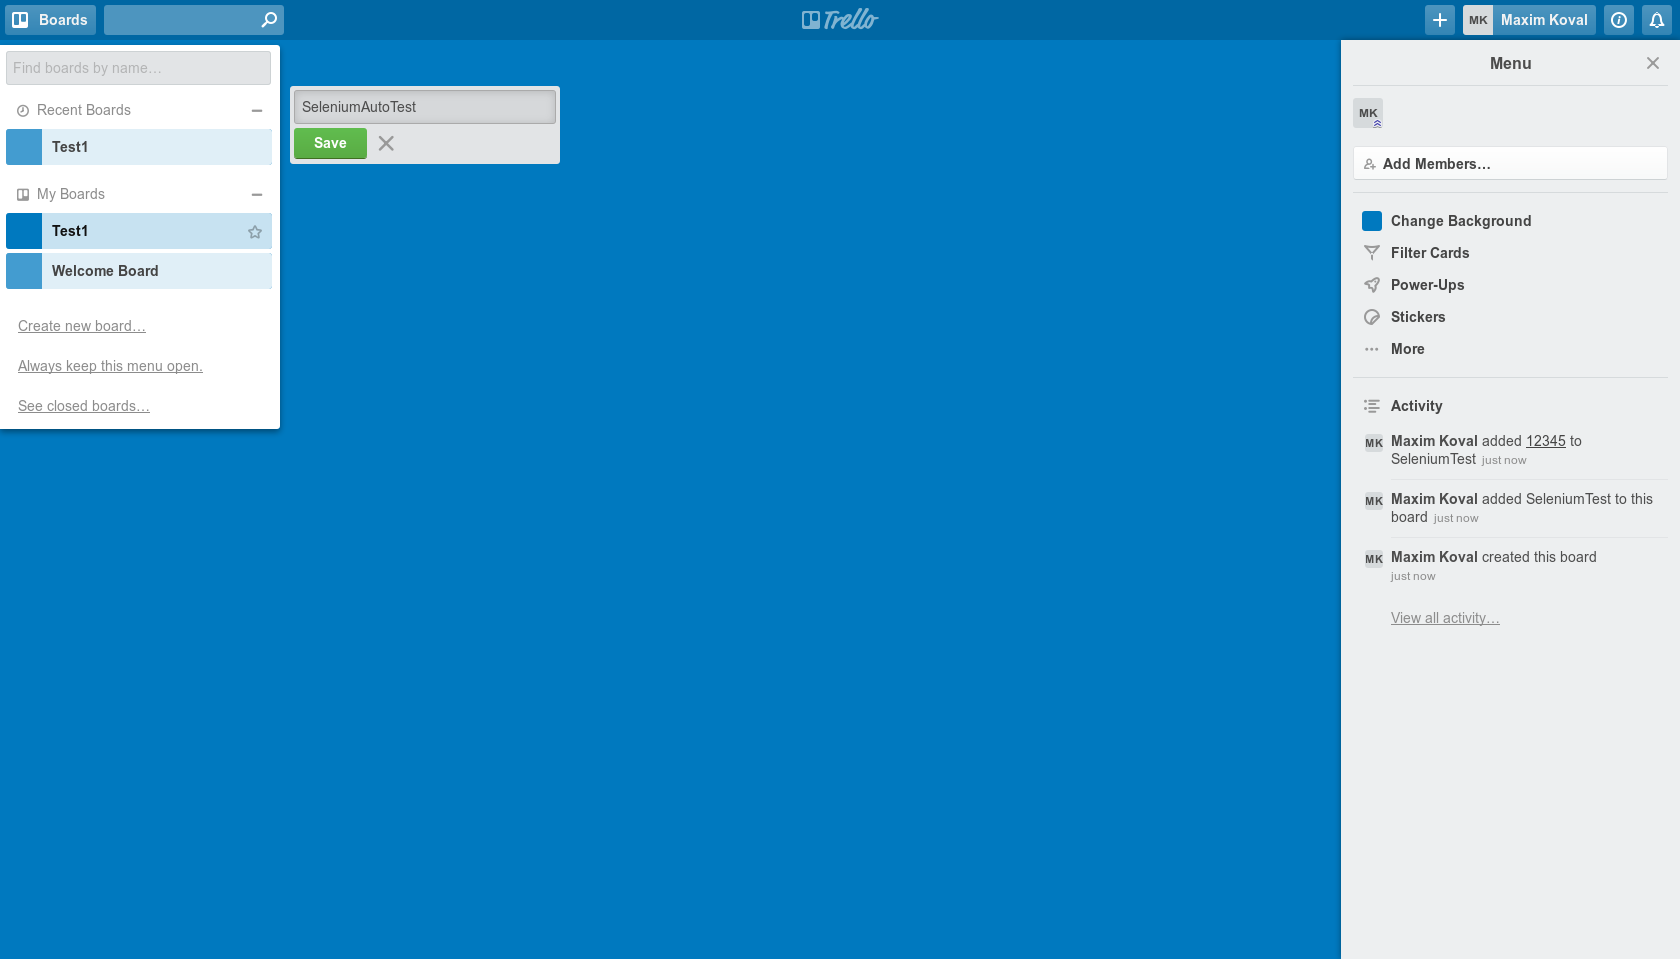 Boards
Trello
MK Maxim Koval
Find boards by name…
Recent Boards
Test1
My Boards
Test1
Welcome Board
Create new board…
Always keep this menu open.
See closed boards…
SeleniumAutoTest
Save
Menu
MK
Add Members…
Change Background
Filter Cards
Power-Ups
Stickers
More
Activity
MK Maxim Koval added 12345 to
SeleniumTest just now
MK Maxim Koval added SeleniumTest to this
board just now
MK Maxim Koval created this board
just now
View all activity…